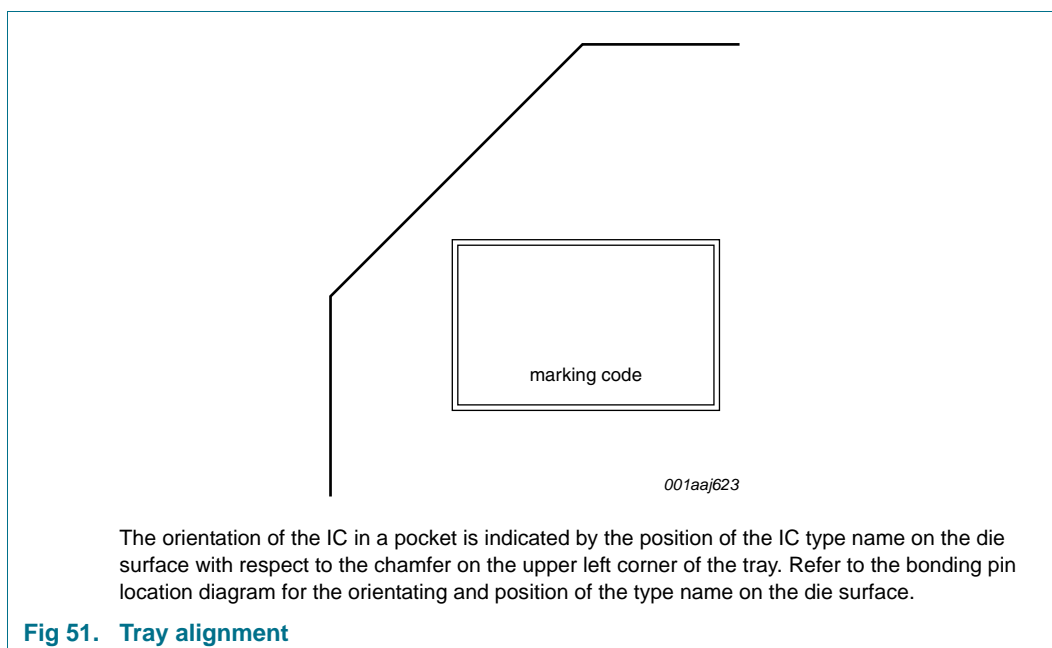 marking code
001aaj623
The orientation of the IC in a pocket is indicated by the position of the IC type name on the die
surface with respect to the chamfer on the upper left corner of the tray. Refer to the bonding pin
location diagram for the orientating and position of the type name on the die surface.
Fig 51. Tray alignment